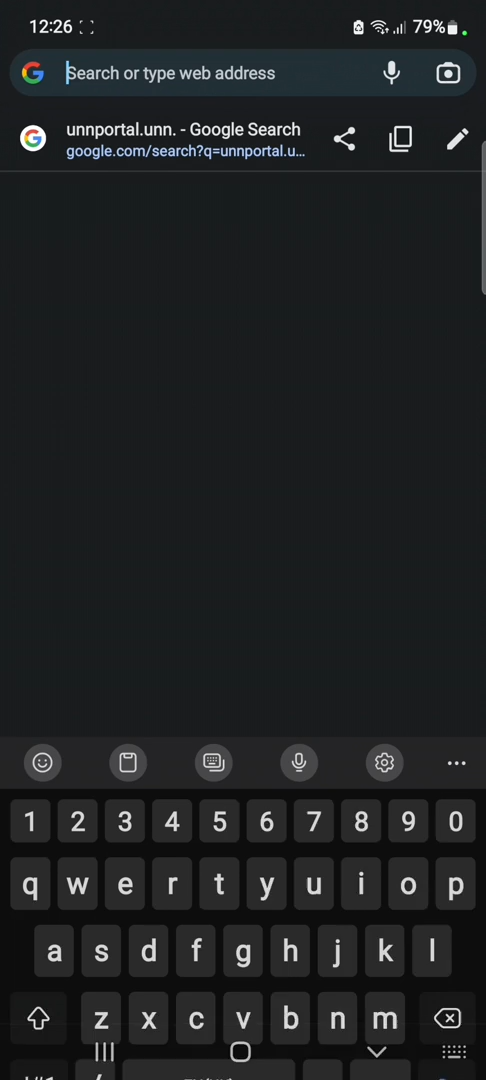 12:26 79%
Search or type web address
unnportal.unn. - Google Search
google.com/search?q=unnportal.u...
1 2 3 4 5 6 7 8 9 0
q w e r t y u i o p
a s d f g h j k l
z x c v b n m